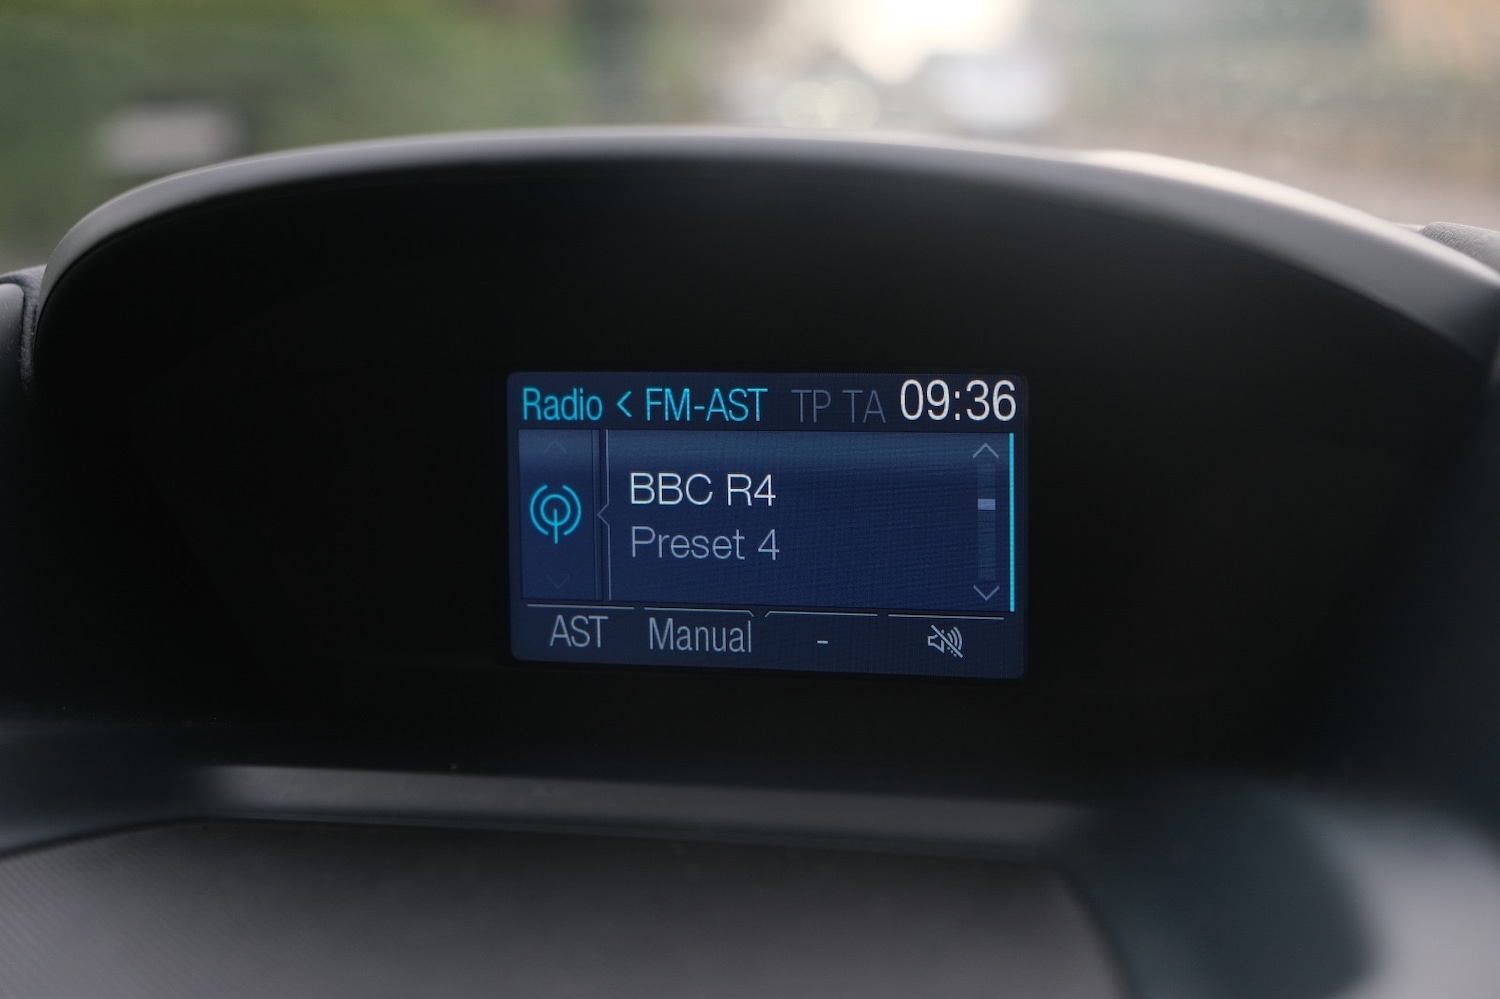 Radio < FM-AST TP TA 09:36
BBC R4
Preset 4
AST Manual -